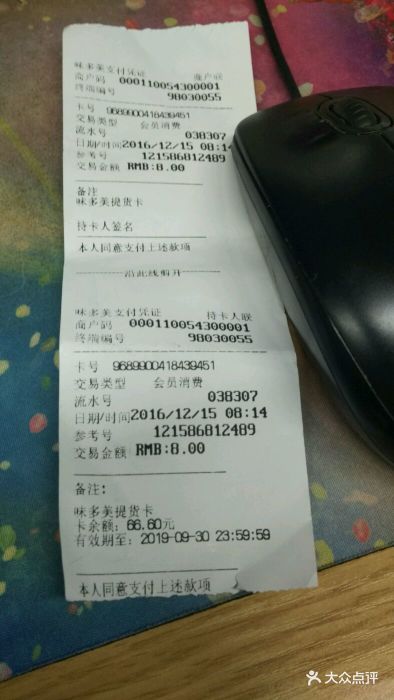 味多美支付凭证 商户联
商户码 000110054300001
终端编号 98030055
卡号 9689900418439451
交易类型 会员消费
流水号 038307
日期/时间 2016/12/15 08:14
参考号 121586812489
交易金额 RMB:8.00
备注
味多美提货卡
持卡人签名
本人同意支付上述款项
沿此线剪开
味多美支付凭证 持卡人联
商户码 000110054300001
终端编号 98030055
卡号 9689900418439451
交易类型 会员消费
流水号 038307
日期/时间 2016/12/15 08:14
参考号 121586812489
交易金额 RMB:8.00
备注:
味多美提货卡
卡余额: 66.60元
有效期至: 2019-09-30 23:59:59
本人同意支付上述款项
大众点评